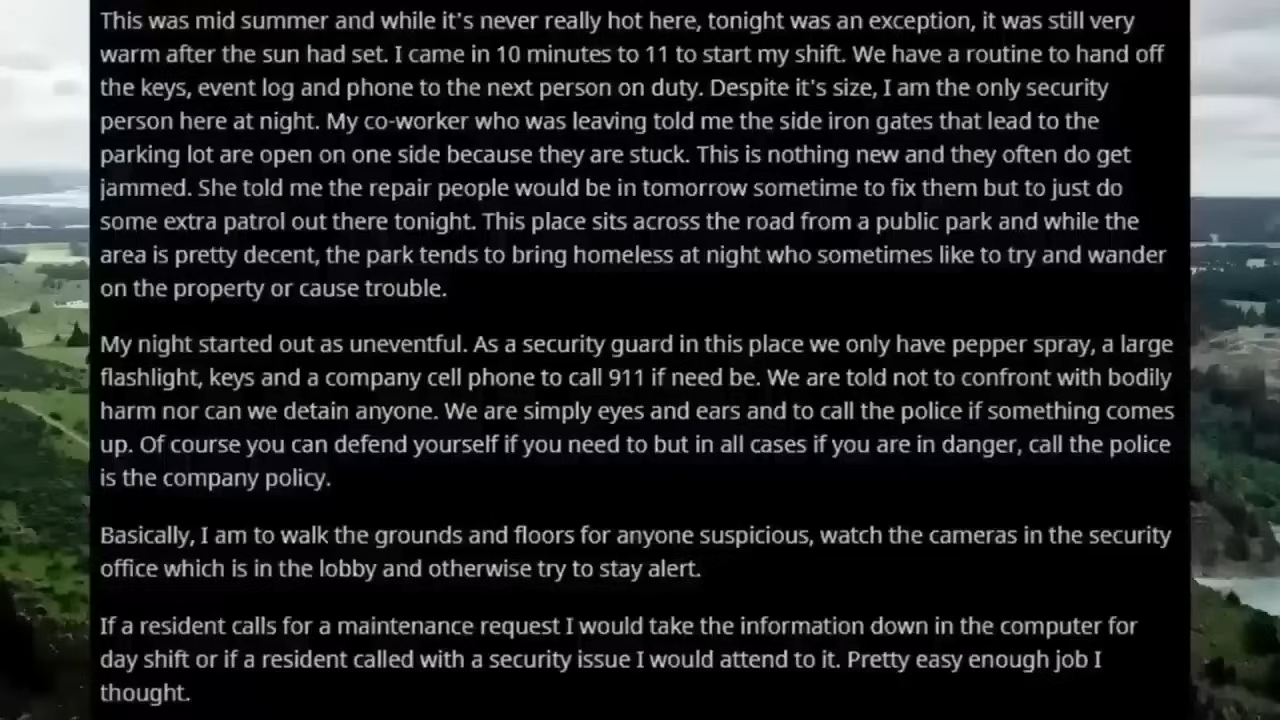 This was mid summer and while it's never really hot here, tonight was an exception, it was still very
warm after the sun had set. I came in 10 minutes to 11 to start my shift. We have a routine to hand off
the keys, event log and phone to the next person on duty. Despite it's size, I am the only security
person here at night. My co-worker who was leaving told me the side iron gates that lead to the
parking lot are open on one side because they are stuck. This is nothing new and they often do get
jammed. She told me the repair people would be in tomorrow sometime to fix them but to just do
some extra patrol out there tonight. This place sits across the road from a public park and while the
area is pretty decent, the park tends to bring homeless at night who sometimes like to try and wander
on the property or cause trouble.
My night started out as uneventful. As a security guard in this place we only have pepper spray, a large
flashlight, keys and a company cell phone to call 911 if need be. We are told not to confront with bodily
harm nor can we detain anyone. We are simply eyes and ears and to call the police if something comes
up. Of course you can defend yourself if you need to but in all cases if you are in danger, call the police
is the company policy.
Basically, I am to walk the grounds and floors for anyone suspicious, watch the cameras in the security
office which is in the lobby and otherwise try to stay alert.
If a resident calls for a maintenance request I would take the information down in the computer for
day shift or if a resident called with a security issue I would attend to it. Pretty easy enough job I
thought.